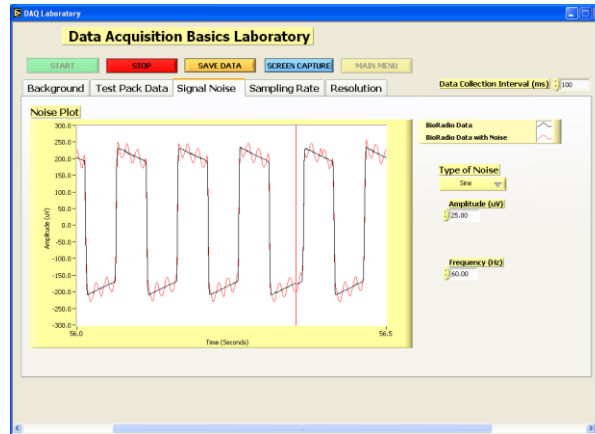 DAQ Laboratory
Data Acquisition Basics Laboratory
START STOP SAVE DATA SCREEN CAPTURE MAIN MENU
Data Collection Interval (ms) 100
Background Test Pack Data Signal Noise Sampling Rate Resolution
Noise Plot
BioRadio Data
BioRadio Data with Noise
Type of Noise
Sine
Amplitude (uV)
25.00
Frequency (Hz)
60.00
Amplitude (uV)
300.0
250.0
200.0
150.0
100.0
50.0
0.0
-50.0
-100.0
-150.0
-200.0
-250.0
-300.0
56.0 56.5
Time (Seconds)